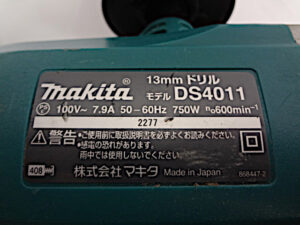 13mm ドリル
makita® モデル DS4011
100V~ 7.9A 50-60Hz 750W n₀600min⁻¹
2277
⚠警告 •ご使用前に取扱説明書を必ずよくお読みください。
•感電の恐れがあります。
雨中では使用しないでください。
408
株式会社 マキタ Made in Japan 868447-2